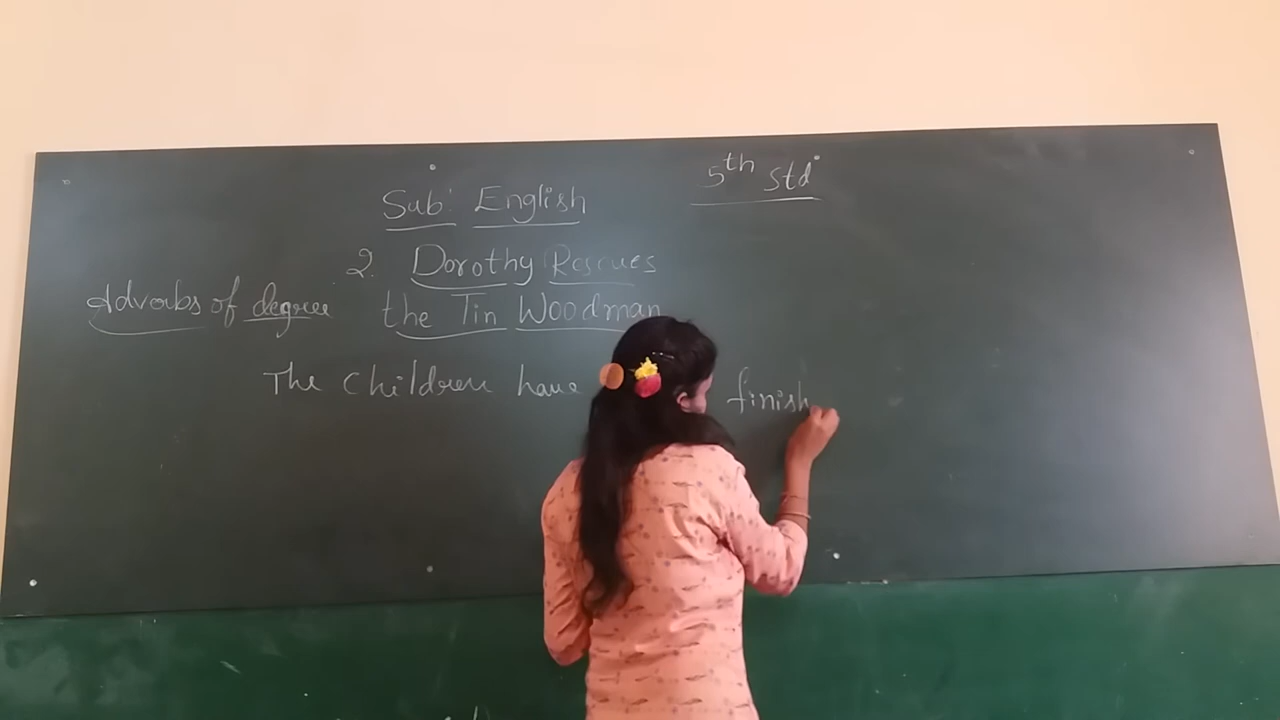 5th Std
Sub: English
2. Dorothy Rescues
the Tin Woodman
Adverbs of degree
The children have finish